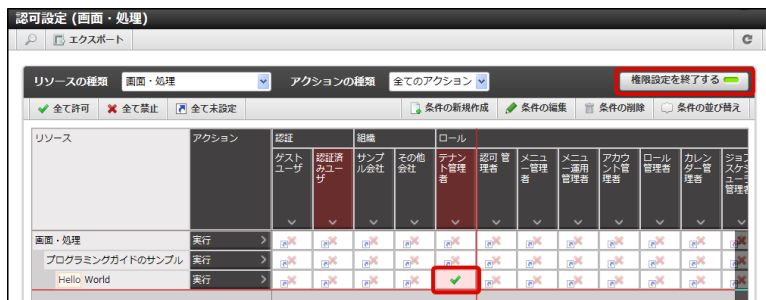 認可設定 (画面・処理)
エクスポート
リソースの種類 画面・処理 アクションの種類 全てのアクション 権限設定を終了する
全て許可 全て禁止 全て未設定 条件の新規作成 条件の編集 条件の削除 条件の並び替え
リソース アクション 認証 組織 ロール
ゲストユーザ 認証済みユーザ サンプル会社 その他会社 テナント管理者 認可管理者 メニュー管理者 メニュー運用管理者 アカウント管理者 ロール管理者 カレンダー管理者 ジョブスケジューラ管理者
画面・処理 実行
プログラミングガイドのサンプル 実行
Hello World 実行